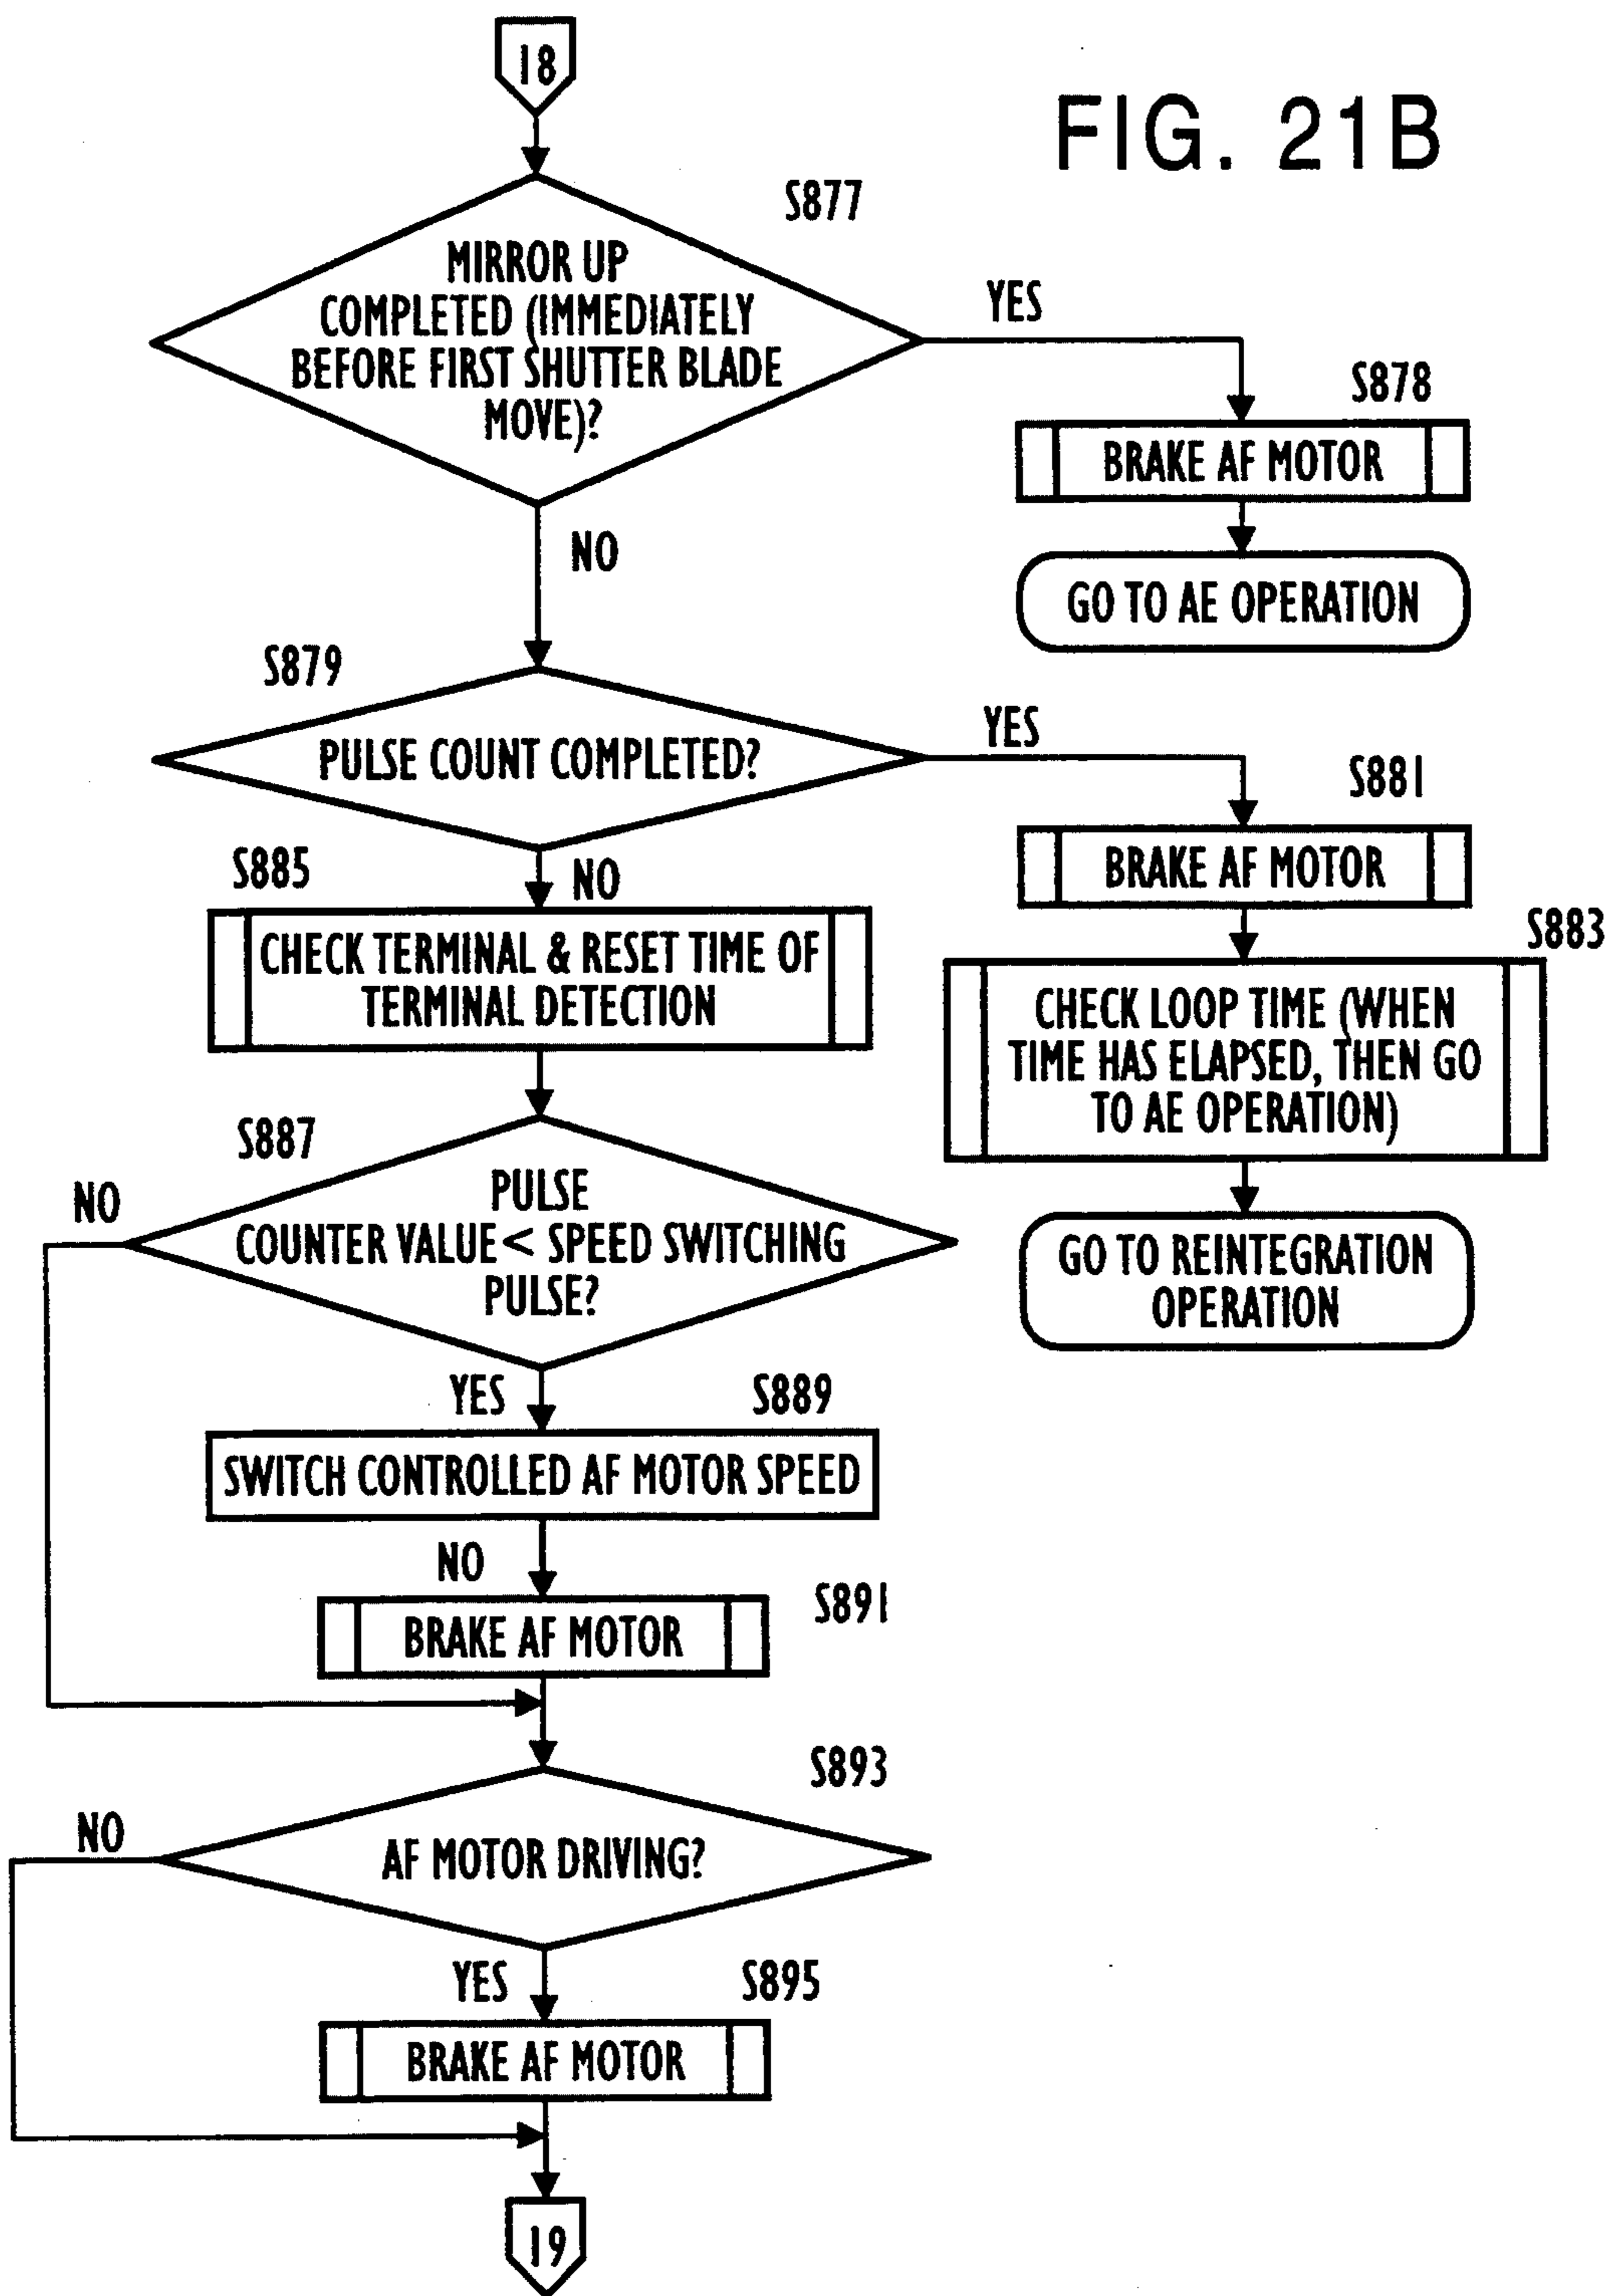 18
FIG. 21B
S877
MIRROR UP
COMPLETED (IMMEDIATELY
BEFORE FIRST SHUTTER BLADE
MOVE)?
YES
S878
BRAKE AF MOTOR
GO TO AE OPERATION
NO
S879
PULSE COUNT COMPLETED?
YES
S881
BRAKE AF MOTOR
S883
CHECK LOOP TIME (WHEN
TIME HAS ELAPSED, THEN GO
TO AE OPERATION)
GO TO REINTEGRATION
OPERATION
NO
S885
CHECK TERMINAL & RESET TIME OF
TERMINAL DETECTION
S887
NO
PULSE
COUNTER VALUE < SPEED SWITCHING
PULSE?
YES
S889
SWITCH CONTROLLED AF MOTOR SPEED
NO
S891
BRAKE AF MOTOR
S893
NO
AF MOTOR DRIVING?
YES
S895
BRAKE AF MOTOR
19